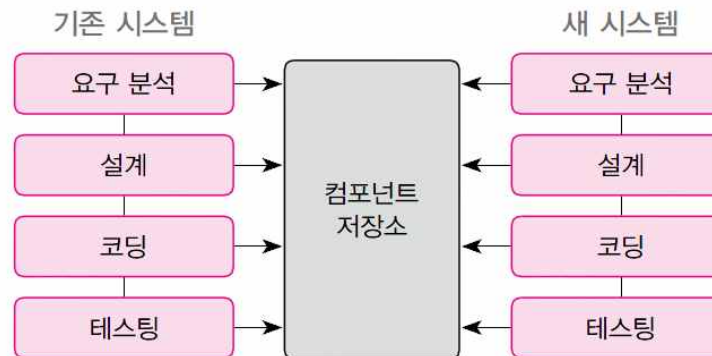 기존 시스템
새 시스템
요구 분석
설계
코딩
테스팅
컴포넌트
저장소
요구 분석
설계
코딩
테스팅